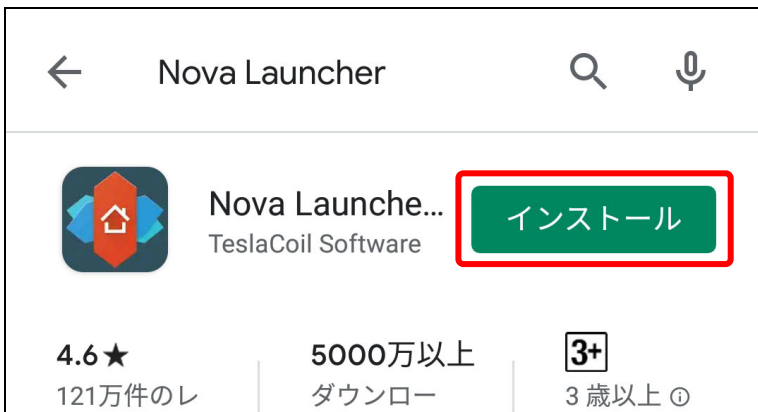 Nova Launcher
Nova Launche...
TeslaCoil Software
インストール
4.6★
121万件のレ
5000万以上
ダウンロー
3+
3 歳以上